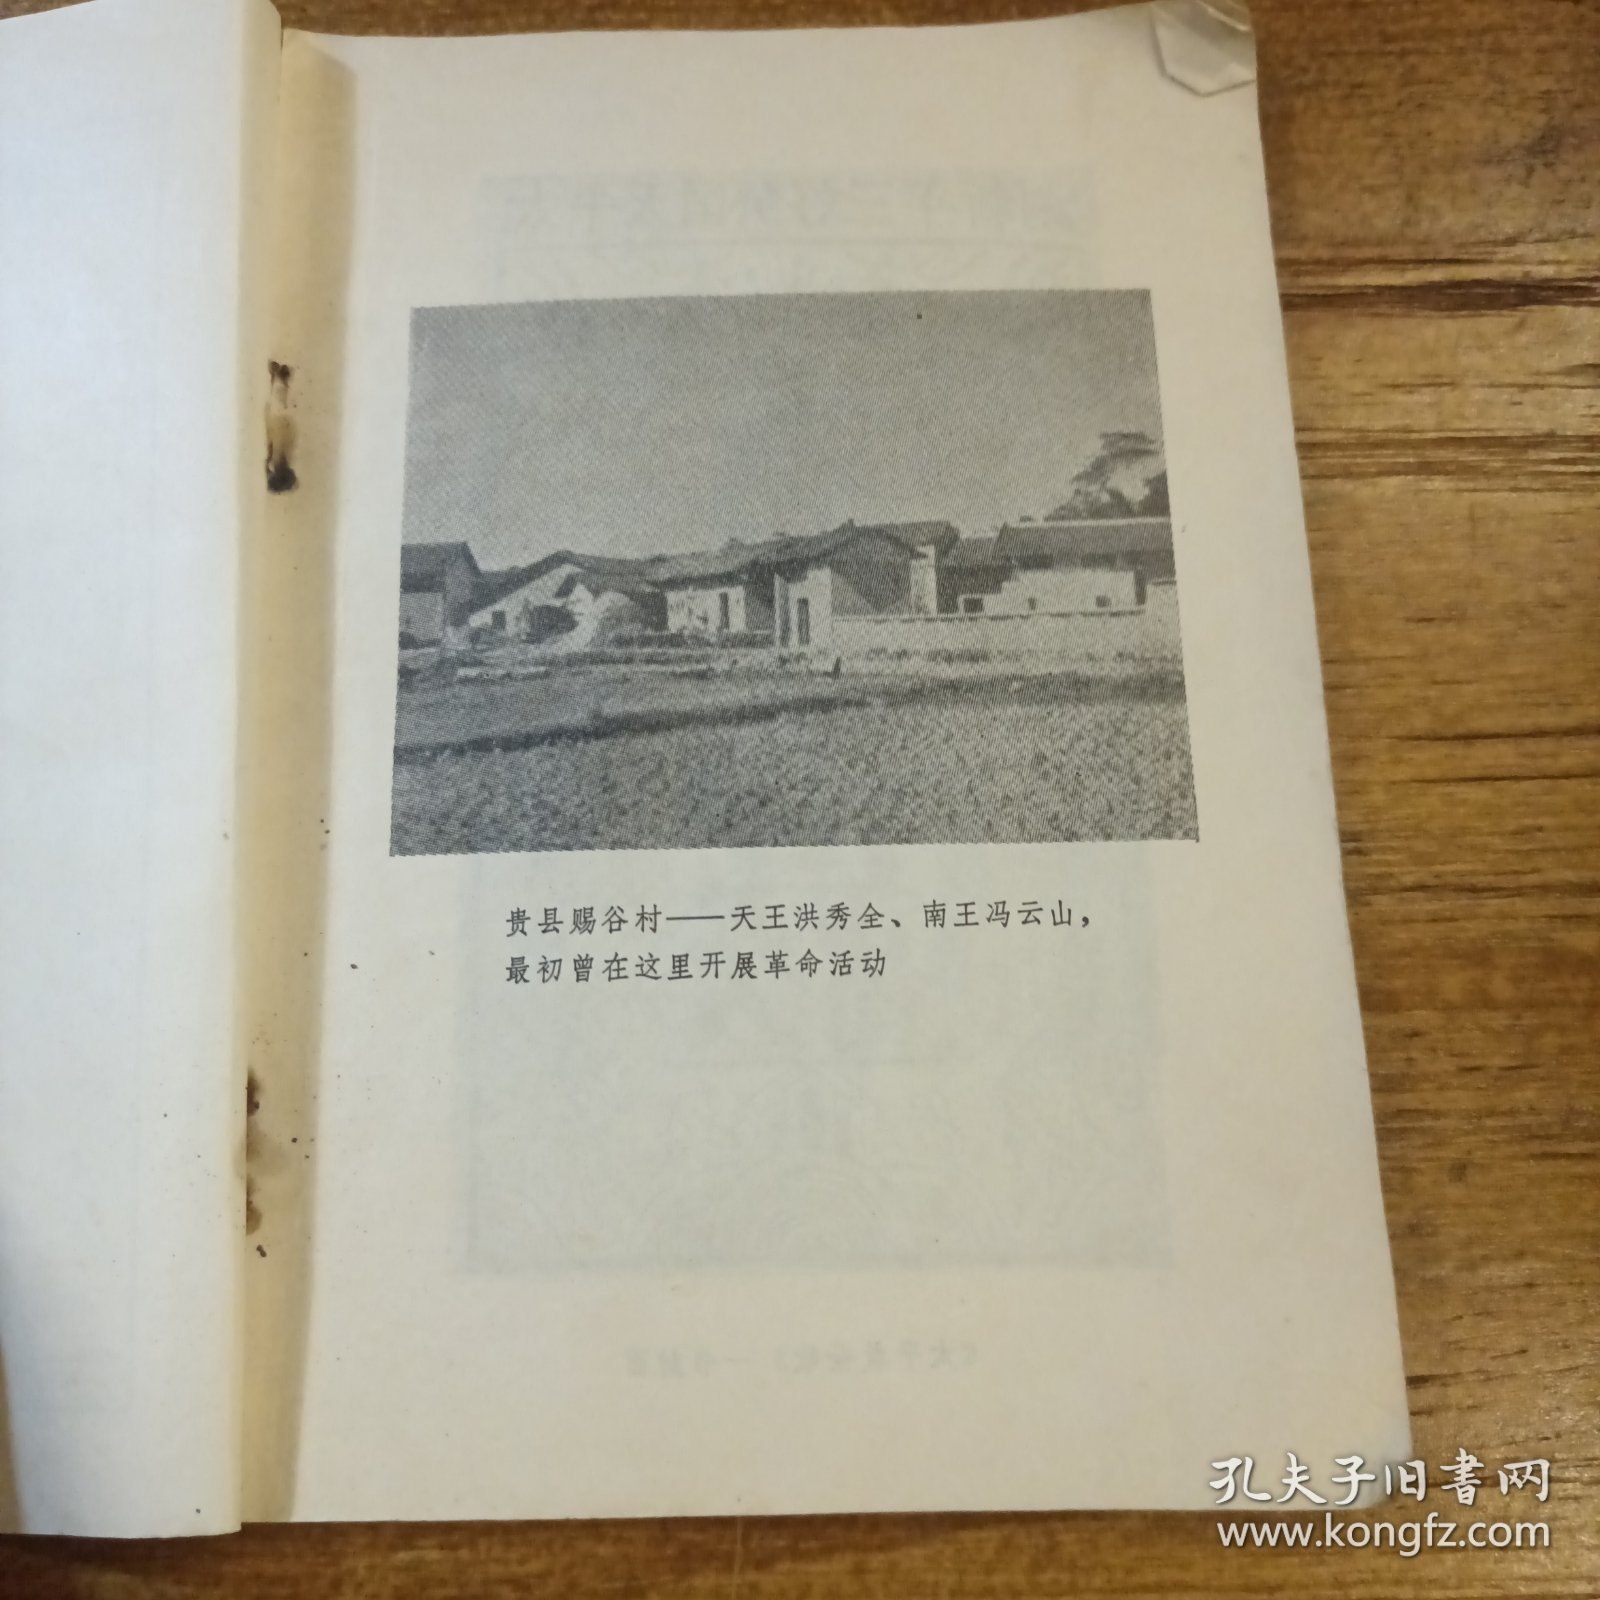 贵县赐谷村——天王洪秀全、南王冯云山，
最初曾在这里开展革命活动
孔夫子旧书网
www.kongfz.com